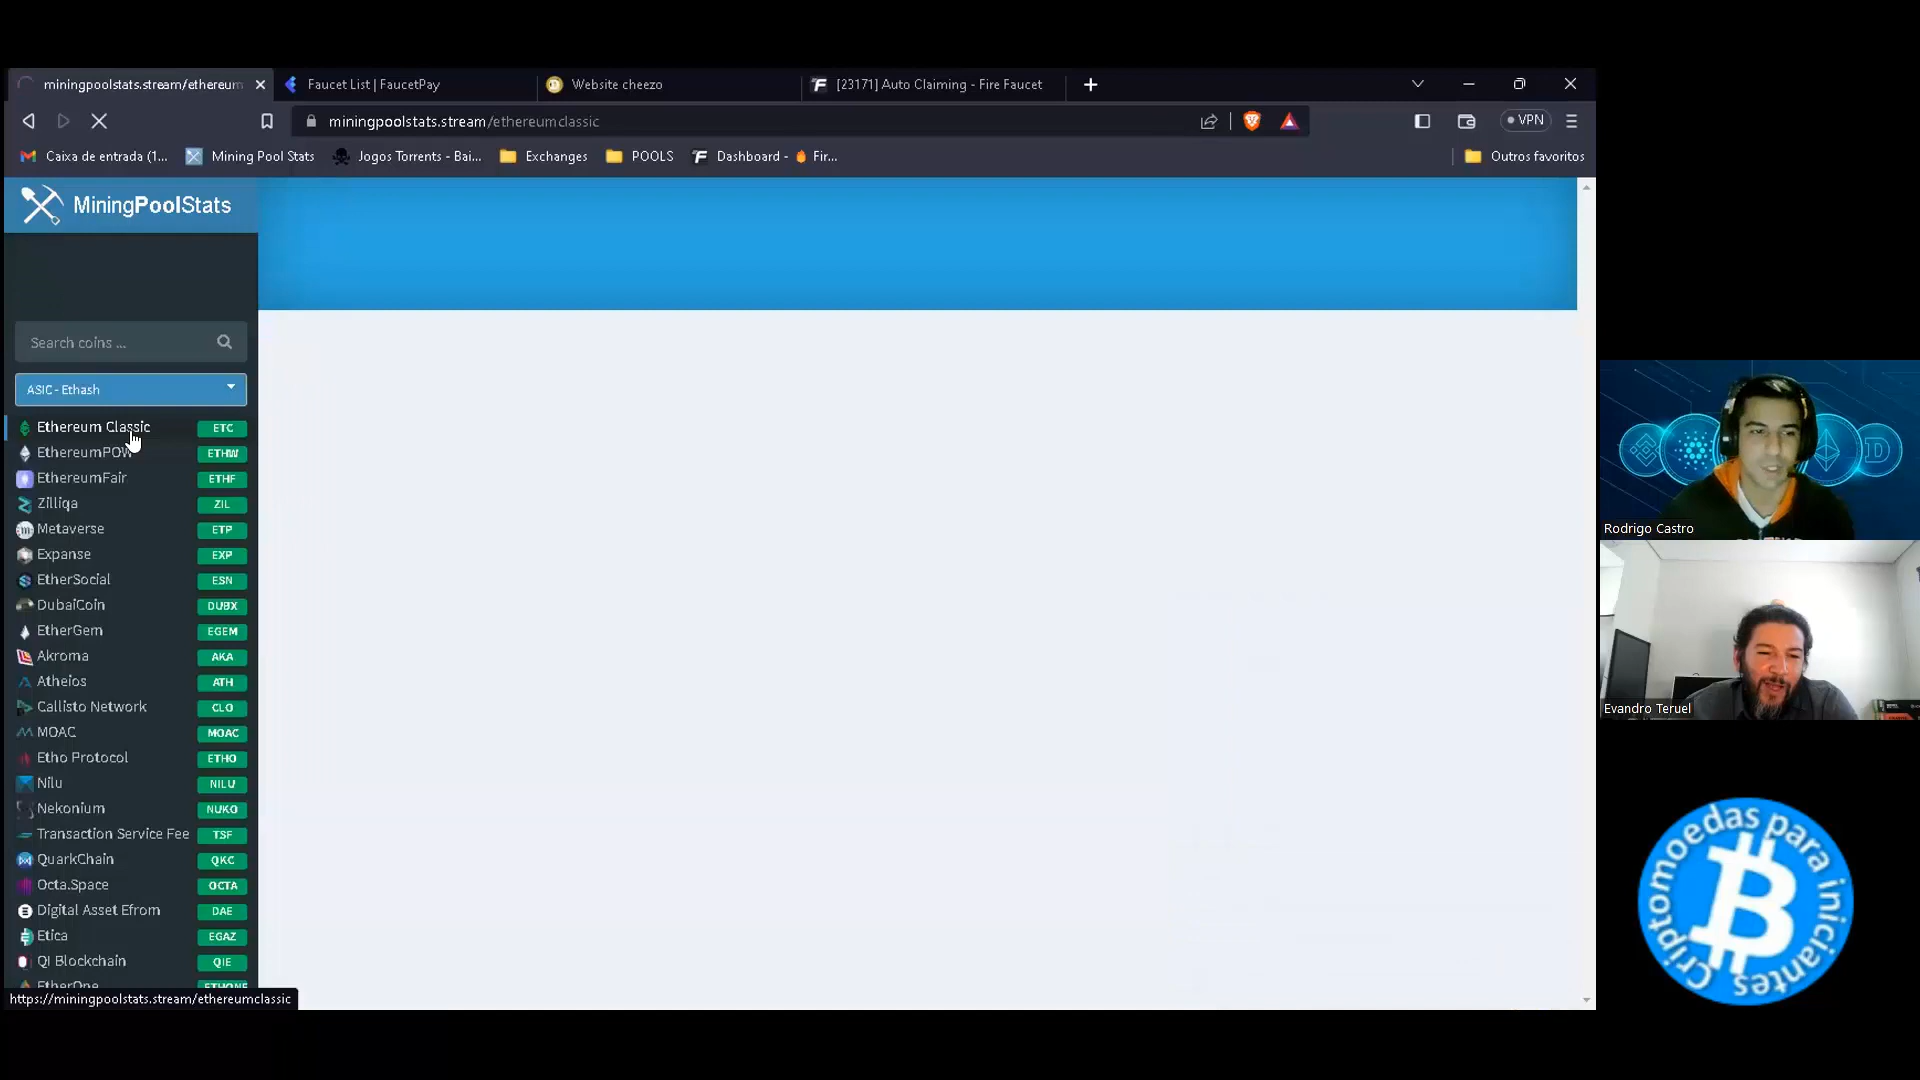 miningpoolstats.stream/ethereum
Faucet List | FaucetPay
Website cheezo
[23171] Auto Claiming - Fire Faucet
miningpoolstats.stream/ethereumclassic
VPN
Caixa de entrada (1...
Mining Pool Stats
Jogos Torrents - Bai...
Exchanges
POOLS
Dashboard - Fir...
Outros favoritos
MiningPoolStats
Search coins ...
ASIC - Ethash
Ethereum Classic ETC
EthereumPOW ETHW
EthereumFair ETHF
Zilliqa ZIL
Metaverse ETP
Expanse EXP
EtherSocial ESN
DubaiCoin DUBX
EtherGem EGEM
Akroma AKA
Atheios ATH
Callisto Network CLO
MOAC MOAC
Etho Protocol ETHO
Nilu NILU
Nekonium NUKO
Transaction Service Fee TSF
QuarkChain QKC
Octa.Space OCTA
Digital Asset Efrom DAE
Etica EGAZ
QI Blockchain QIE
EtherOne ETHONE
https://miningpoolstats.stream/ethereumclassic
Rodrigo Castro
Evandro Teruel
Criptomoedas para iniciantes